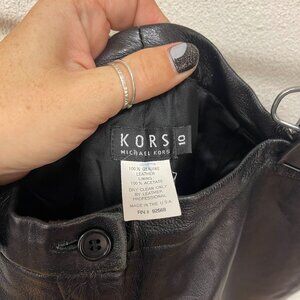 KORS
MICHAEL KORS
10
100% GENUINE
LEATHER
LINING:
100% ACETATE
DRY CLEAN ONLY
BY LEATHER
PROFESSIONAL
MADE IN THE U.S.A.
RN # 92569